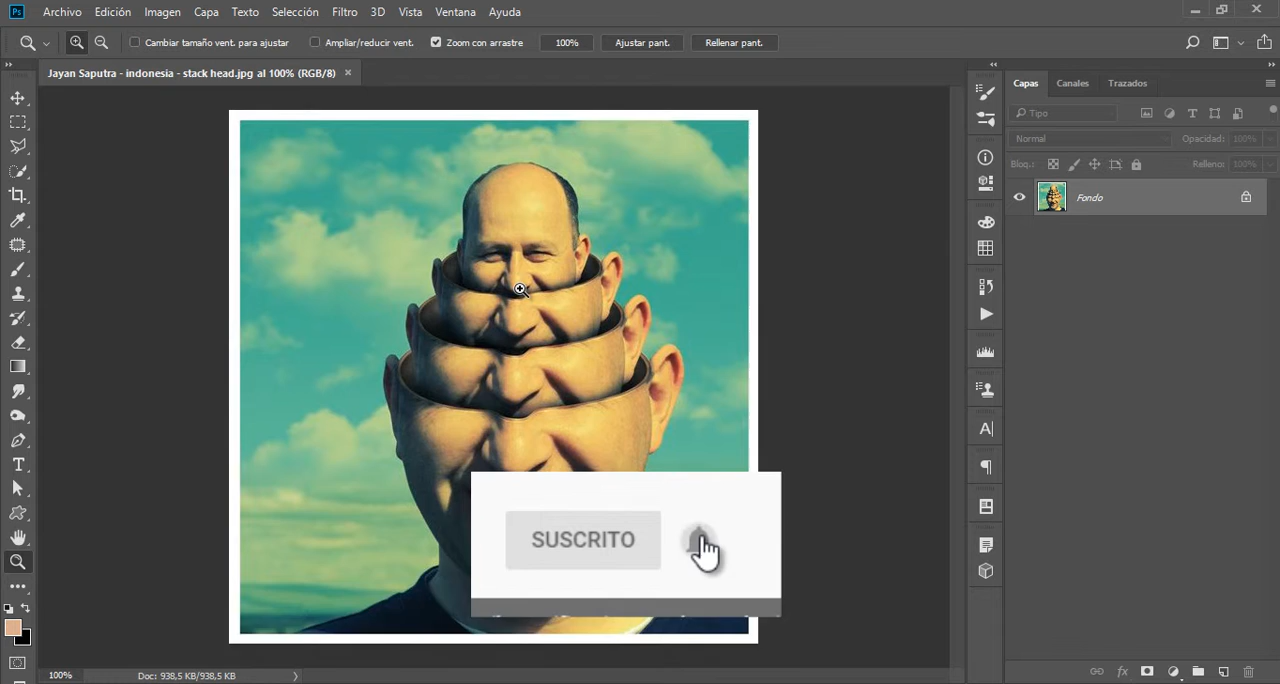 Ps Archivo Edición Imagen Capa Texto Selección Filtro 3D Vista Ventana Ayuda
Cambiar tamaño vent. para ajustar Ampliar/reducir vent. Zoom con arrastre 100% Ajustar pant. Rellenar pant.
Jayan Saputra - indonesia - stack head.jpg al 100% (RGB/8) ×
Capas Canales Trazados
Tipo
Normal Opacidad: 100%
Bloq.: Relleno: 100%
Fondo
SUSCRITO
100% Doc: 938,5 KB/938,5 KB